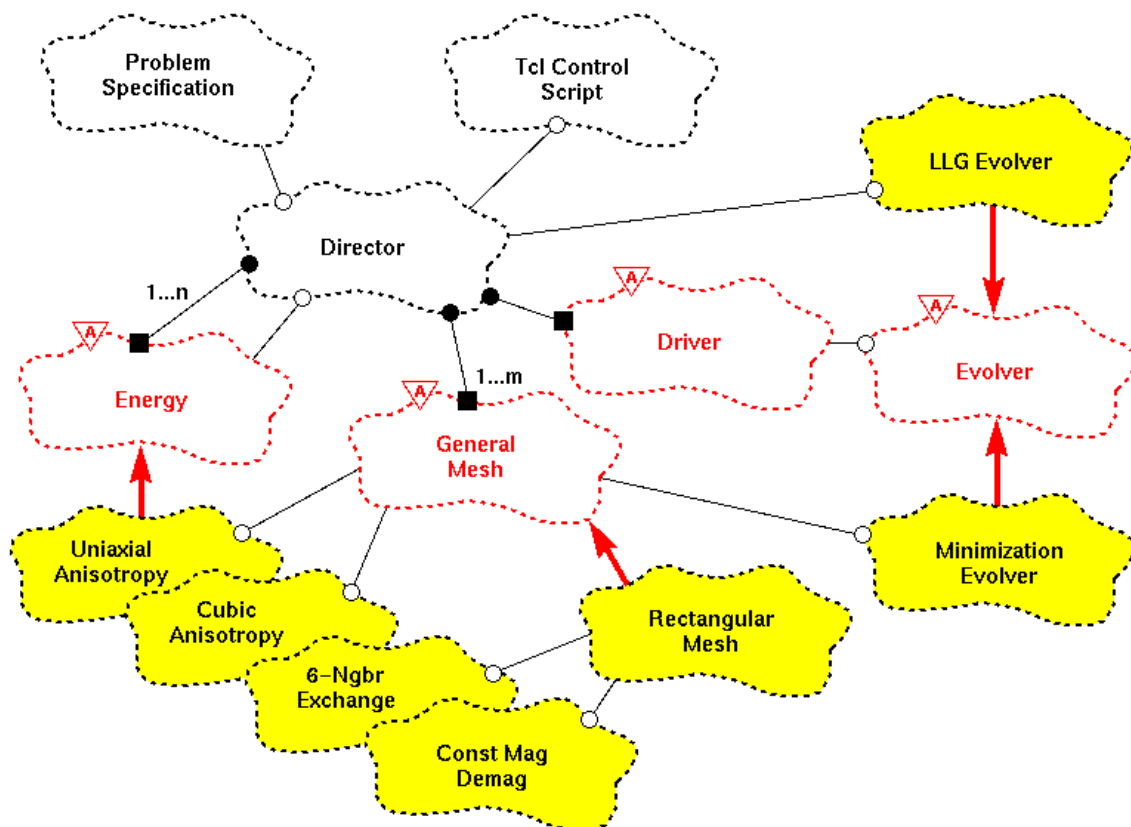 Problem
Specification
Tcl Control
Script
LLG Evolver
Director
1...n
A
A
A
Driver
Evolver
Energy
1...m
A
General
Mesh
Uniaxial
Anisotropy
Minimization
Evolver
Cubic
Anisotropy
Rectangular
Mesh
6-Ngbr
Exchange
Const Mag
Demag